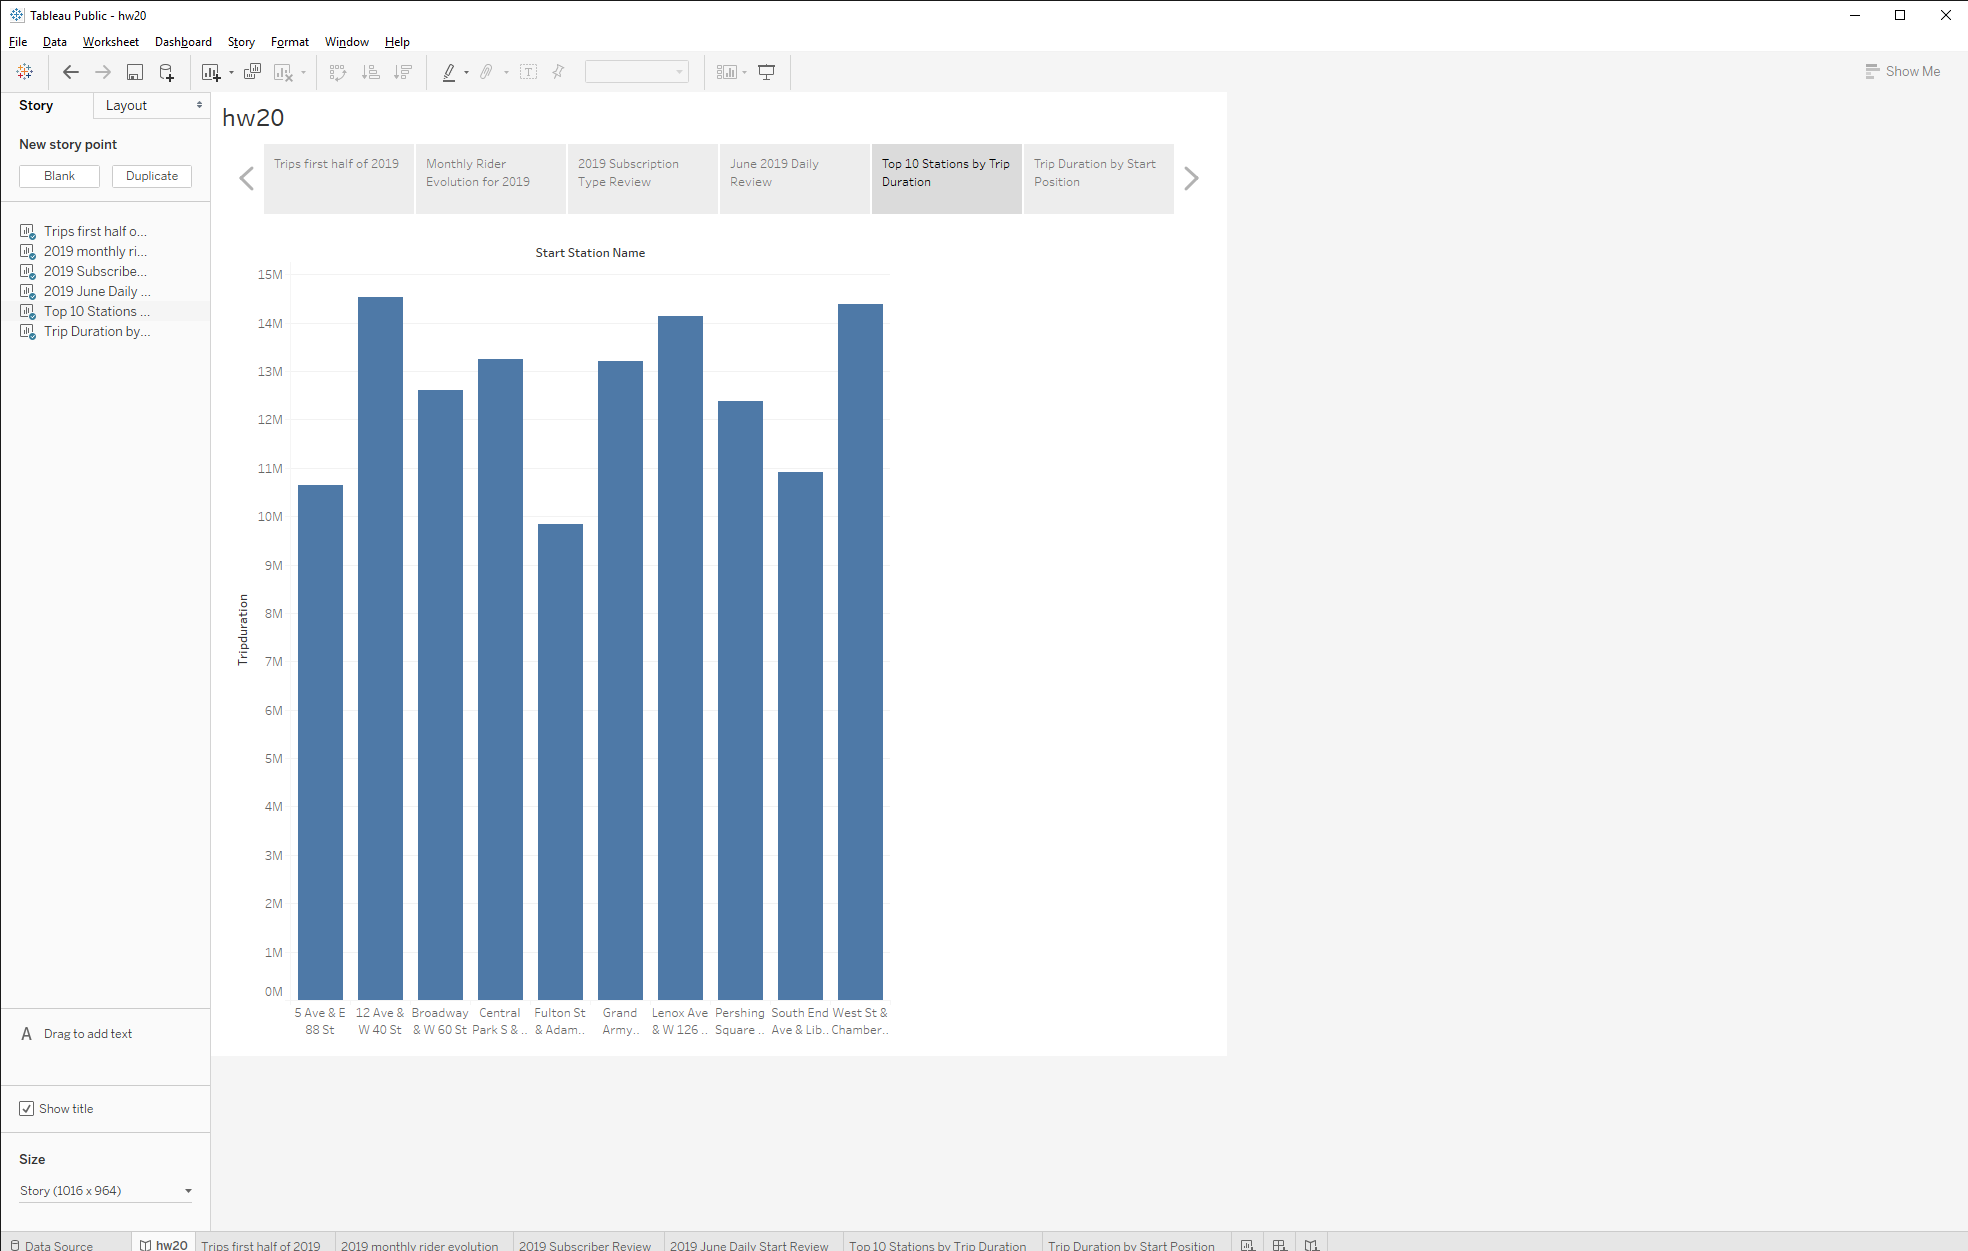 Tableau Public - hw20
File Data Worksheet Dashboard Story Format Window Help
Show Me
Story Layout
New story point
Blank Duplicate
Trips first half o...
2019 monthly ri...
2019 Subscribe...
2019 June Daily ...
Top 10 Stations ...
Trip Duration by...
A Drag to add text
Show title
Size
Story (1016 x 964)
hw20
Trips first half of 2019
Monthly Rider
Evolution for 2019
2019 Subscription
Type Review
June 2019 Daily
Review
Top 10 Stations by Trip
Duration
Trip Duration by Start
Position
Start Station Name
15M
14M
13M
12M
11M
10M
9M
8M
7M
6M
5M
4M
3M
2M
1M
0M
Tripduration
5 Ave & E
88 St
12 Ave &
W 40 St
Broadway
& W 60 St
Central
Park S & ..
Fulton St
& Adam..
Grand
Army..
Lenox Ave
& W 126 ..
Pershing
Square ..
South End
Ave & Lib..
West St &
Chamber..
Data Source hw20 Trips first half of 2019 2019 monthly rider evolution 2019 Subscriber Review 2019 June Daily Start Review Top 10 Stations by Trip Duration Trip Duration by Start Position